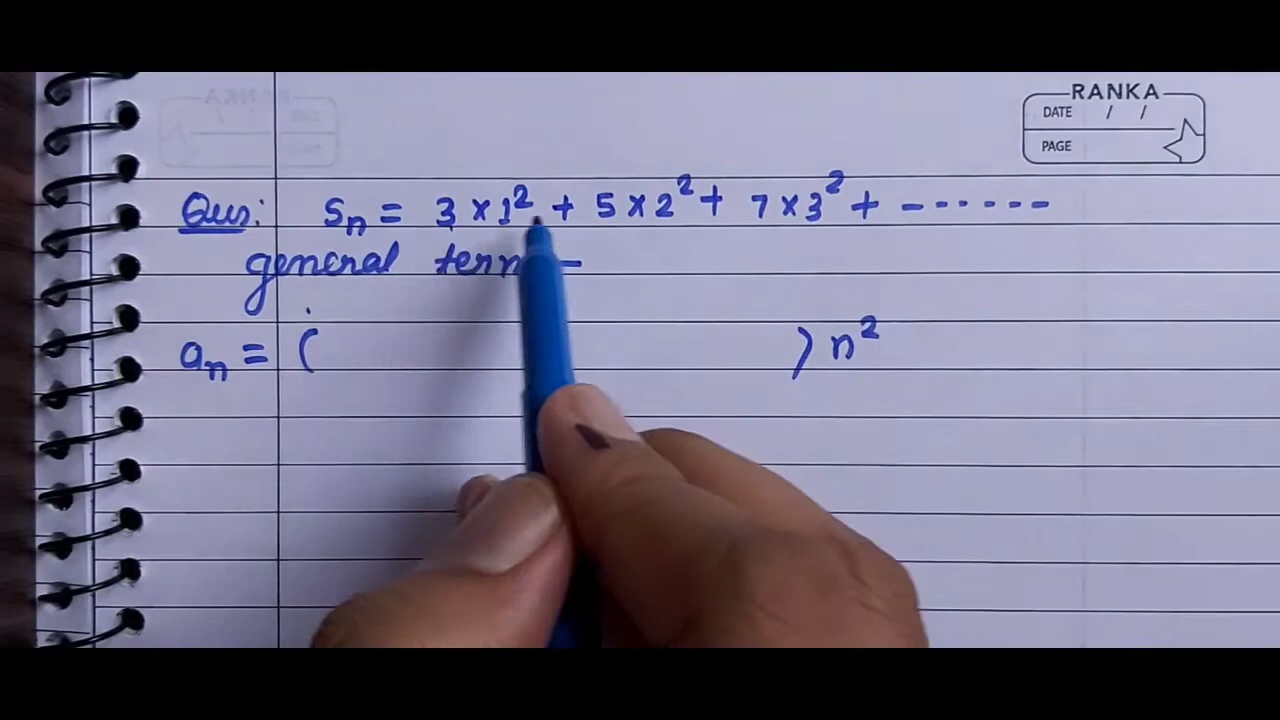 RANKA
DATE / /
PAGE
Qus: Sn = 3 × 1² + 5 × 2² + 7 × 3² + -------
general term -
an = ( ) n²